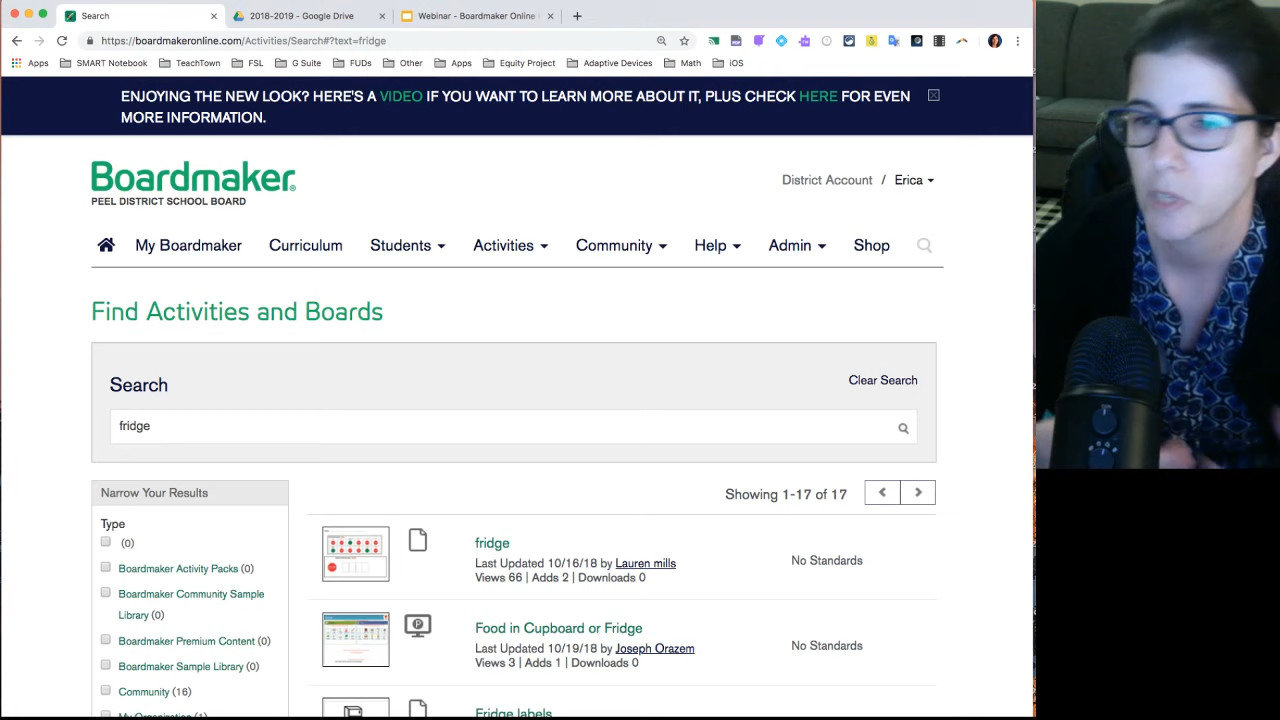 Search
2018-2019 - Google Drive
Webinar - Boardmaker Online
https://boardmakeronline.com/Activities/Search#?text=fridge
Apps SMART Notebook TeachTown FSL G Suite FUDs Other Apps Equity Project Adaptive Devices Math iOS
ENJOYING THE NEW LOOK? HERE'S A VIDEO IF YOU WANT TO LEARN MORE ABOUT IT, PLUS CHECK HERE FOR EVEN
MORE INFORMATION.
Boardmaker®
PEEL DISTRICT SCHOOL BOARD
District Account / Erica
My Boardmaker Curriculum Students Activities Community Help Admin Shop
Find Activities and Boards
Search
Clear Search
fridge
Narrow Your Results
Type
(0)
Boardmaker Activity Packs (0)
Boardmaker Community Sample
Library (0)
Boardmaker Premium Content (0)
Boardmaker Sample Library (0)
Community (16)
My Organization (1)
Showing 1-17 of 17
fridge
Last Updated 10/16/18 by Lauren mills
Views 66 | Adds 2 | Downloads 0
No Standards
P
Food in Cupboard or Fridge
Last Updated 10/19/18 by Joseph Orazem
Views 3 | Adds 1 | Downloads 0
No Standards
Fridge labels